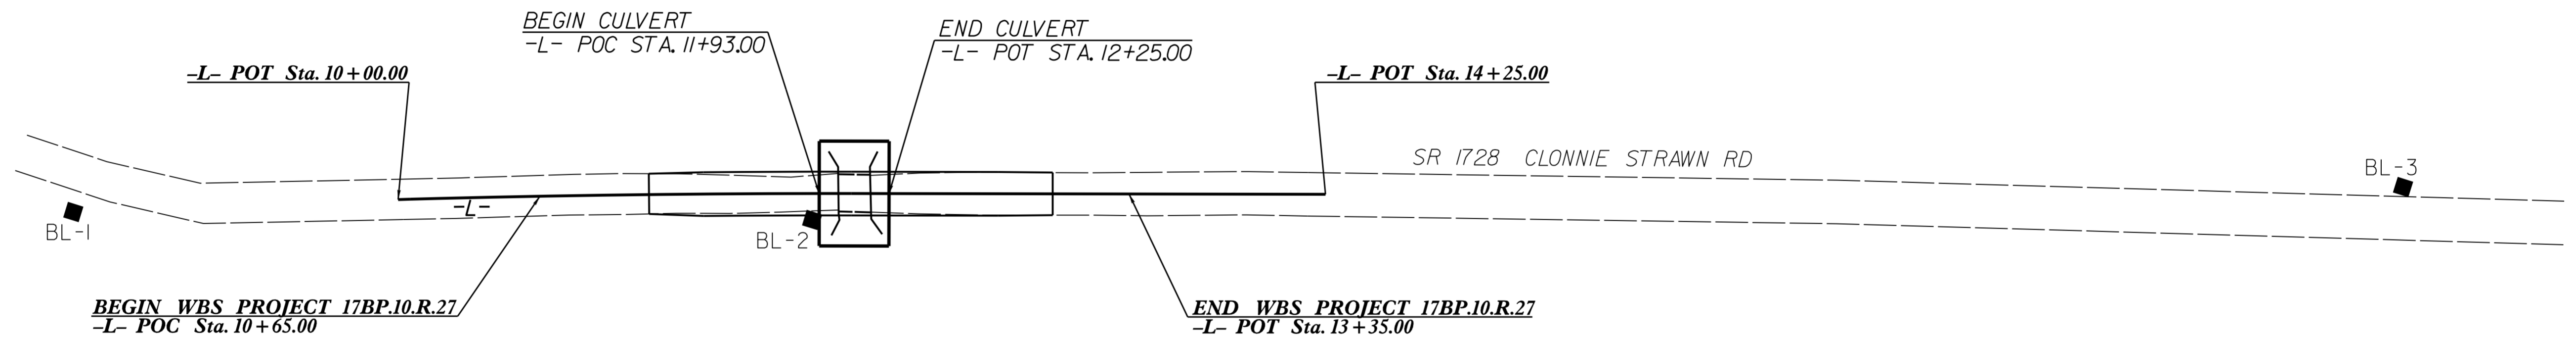 BEGIN CULVERT
-L- POC STA. 11+93.00
END CULVERT
-L- POT STA. 12+25.00
-L- POT Sta. 10+00.00
-L- POT Sta. 14+25.00
SR 1728 CLONNIE STRAWN RD
BL-3
-L-
BL-1
BL-2
BEGIN WBS PROJECT 17BP.10.R.27
-L- POC Sta. 10+65.00
END WBS PROJECT 17BP.10.R.27
-L- POT Sta. 13+35.00